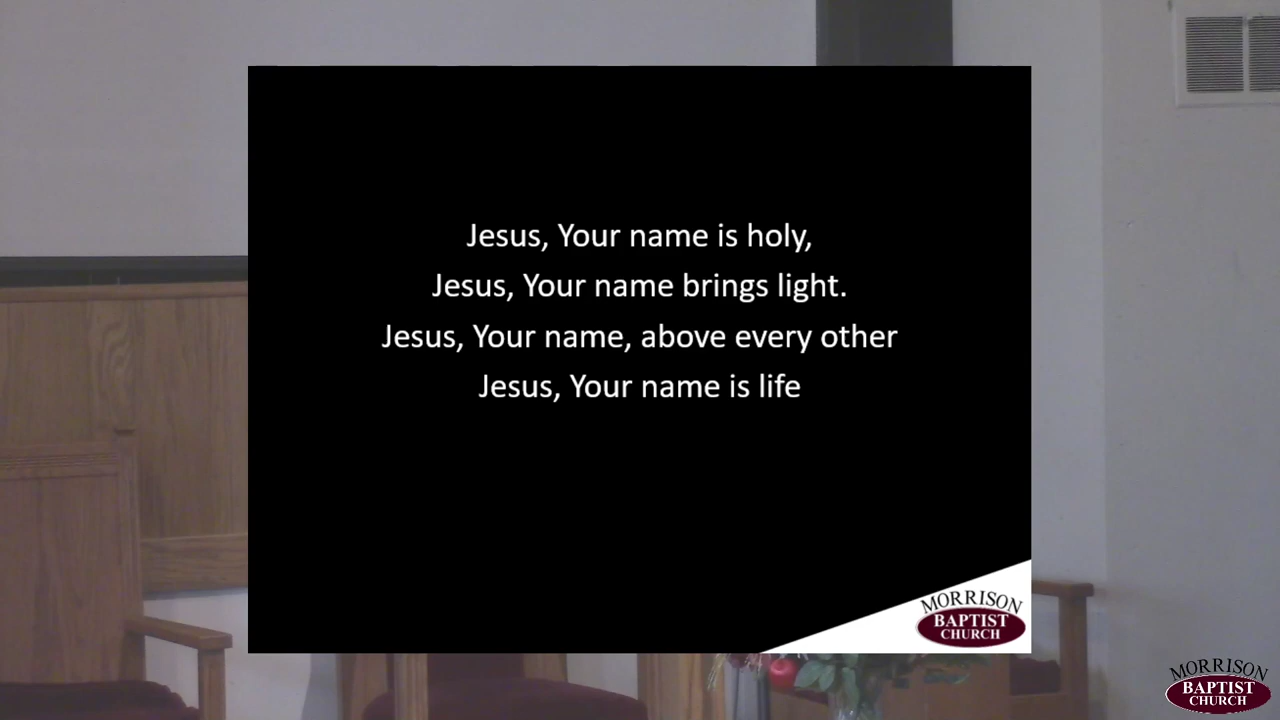 Jesus, Your name is holy,
Jesus, Your name brings light.
Jesus, Your name, above every other
Jesus, Your name is life
MORRISON
BAPTIST
CHURCH
MORRISON
BAPTIST
CHURCH